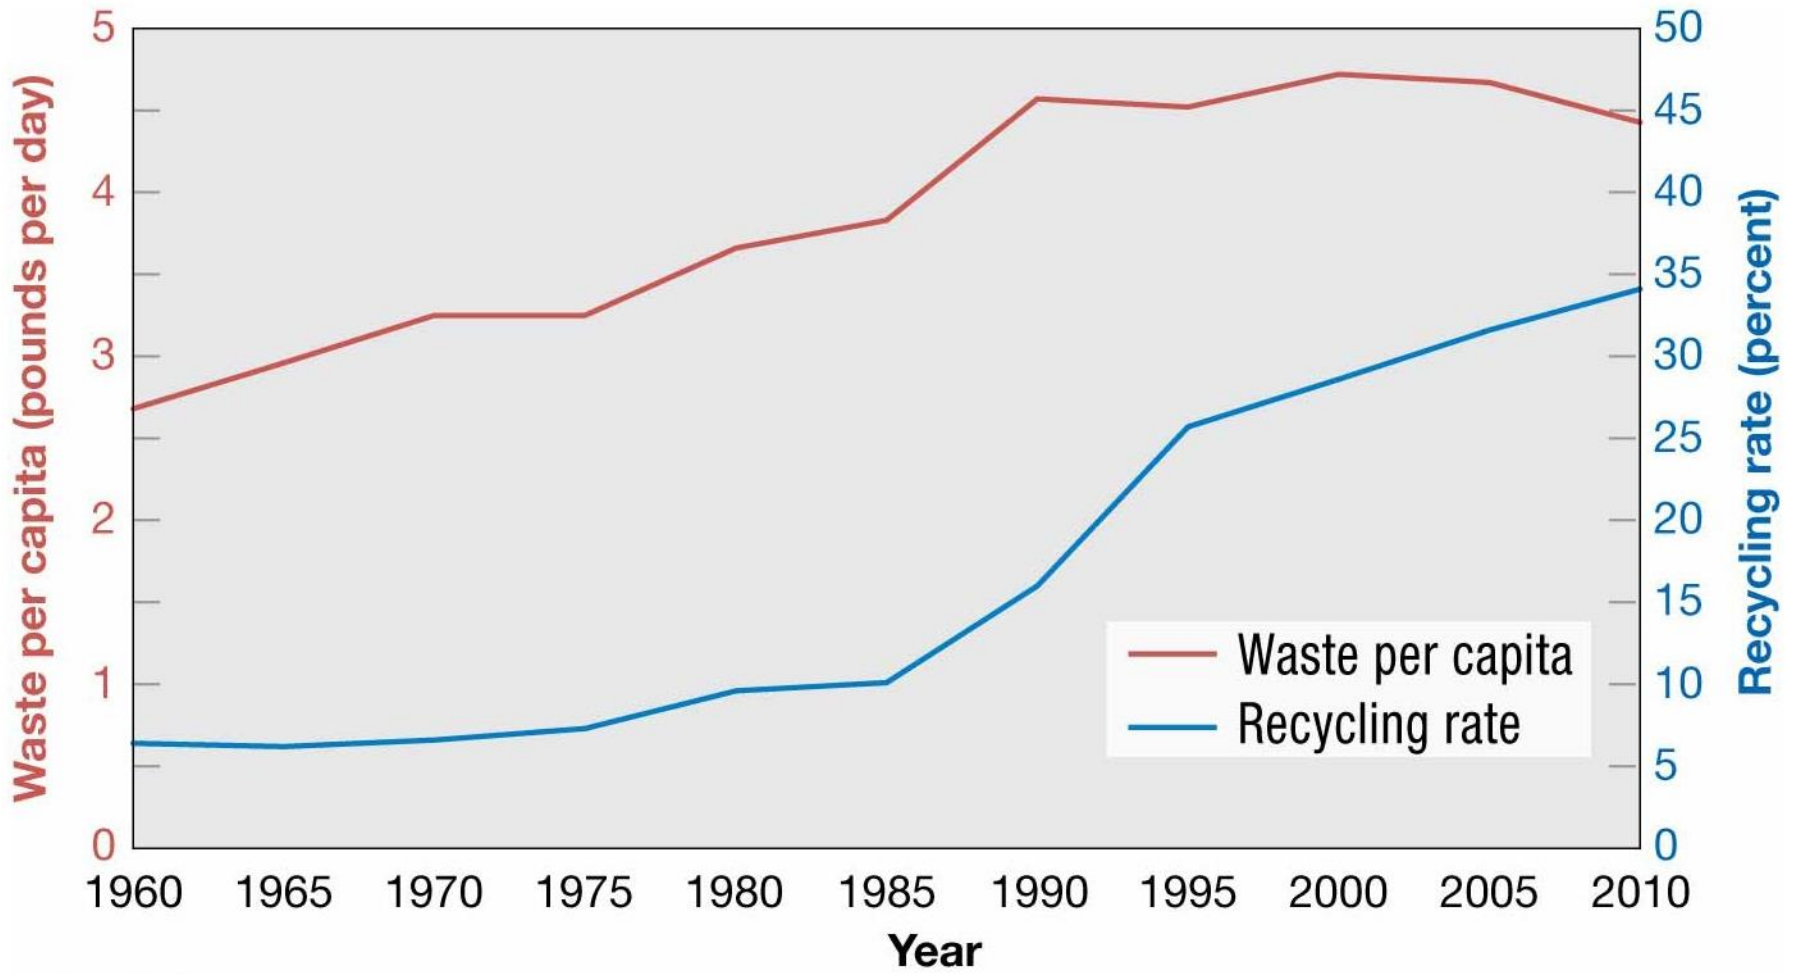 Waste per capita (pounds per day)
5
4
3
2
1
0
50
45
40
35
30
25
20
15
10
5
0
Recycling rate (percent)
Waste per capita
Recycling rate
1960 1965 1970 1975 1980 1985 1990 1995 2000 2005 2010
Year